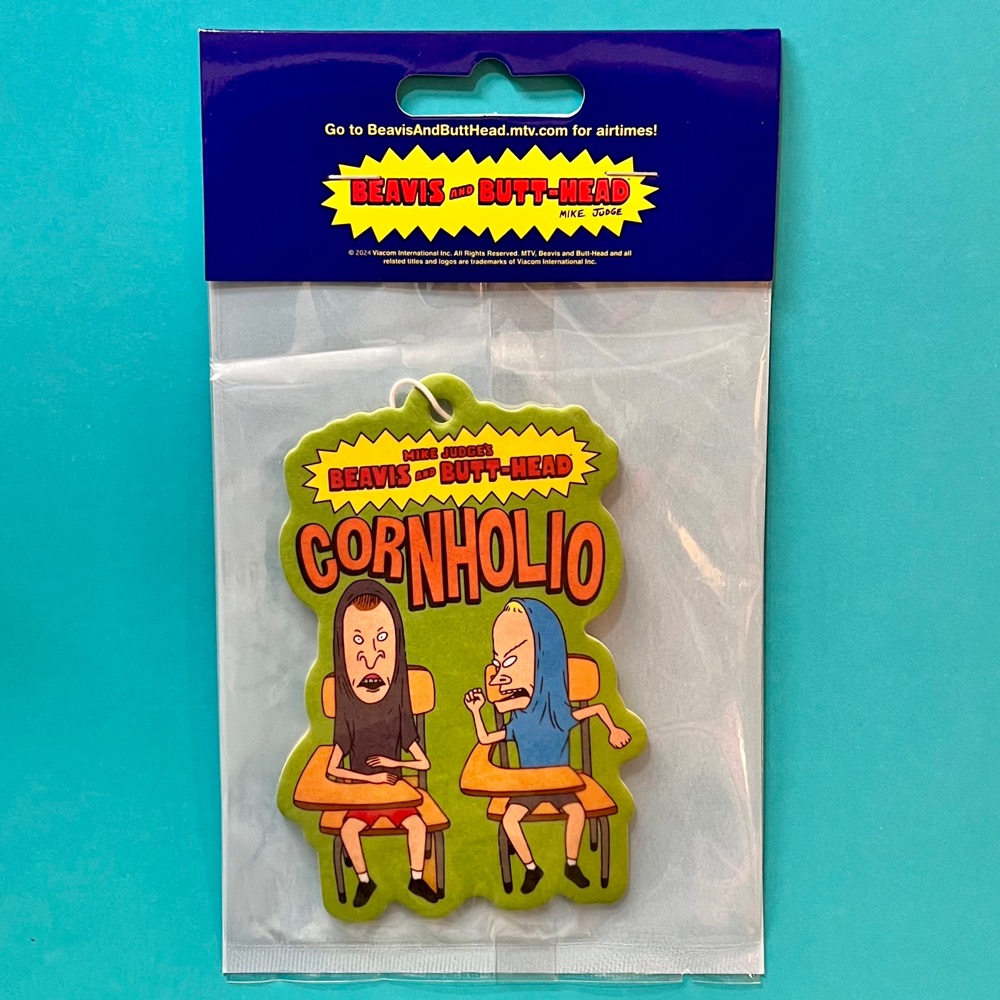 Go to BeavisAndButtHead.mtv.com for airtimes!
BEAVIS AND BUTT-HEAD
MIKE JUDGE
© 2024 Viacom International Inc. All Rights Reserved. MTV, Beavis and Butt-Head and all
related titles and logos are trademarks of Viacom International Inc.
MIKE JUDGE'S
BEAVIS AND BUTT-HEAD
CORNHOLIO